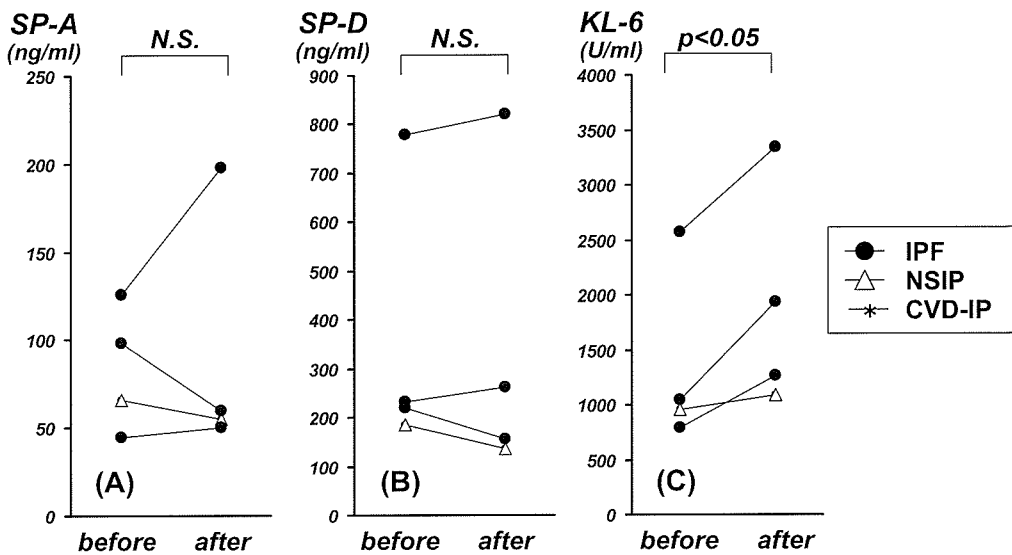 SP-A
(ng/ml)
N.S.
250
200
150
100
50
0
(A)
before after
SP-D
(ng/ml)
N.S.
900
800
700
600
500
400
300
200
100
0
(B)
before after
KL-6
(U/ml)
p<0.05
4000
3500
3000
2500
2000
1500
1000
500
0
(C)
before after
IPF
NSIP
CVD-IP